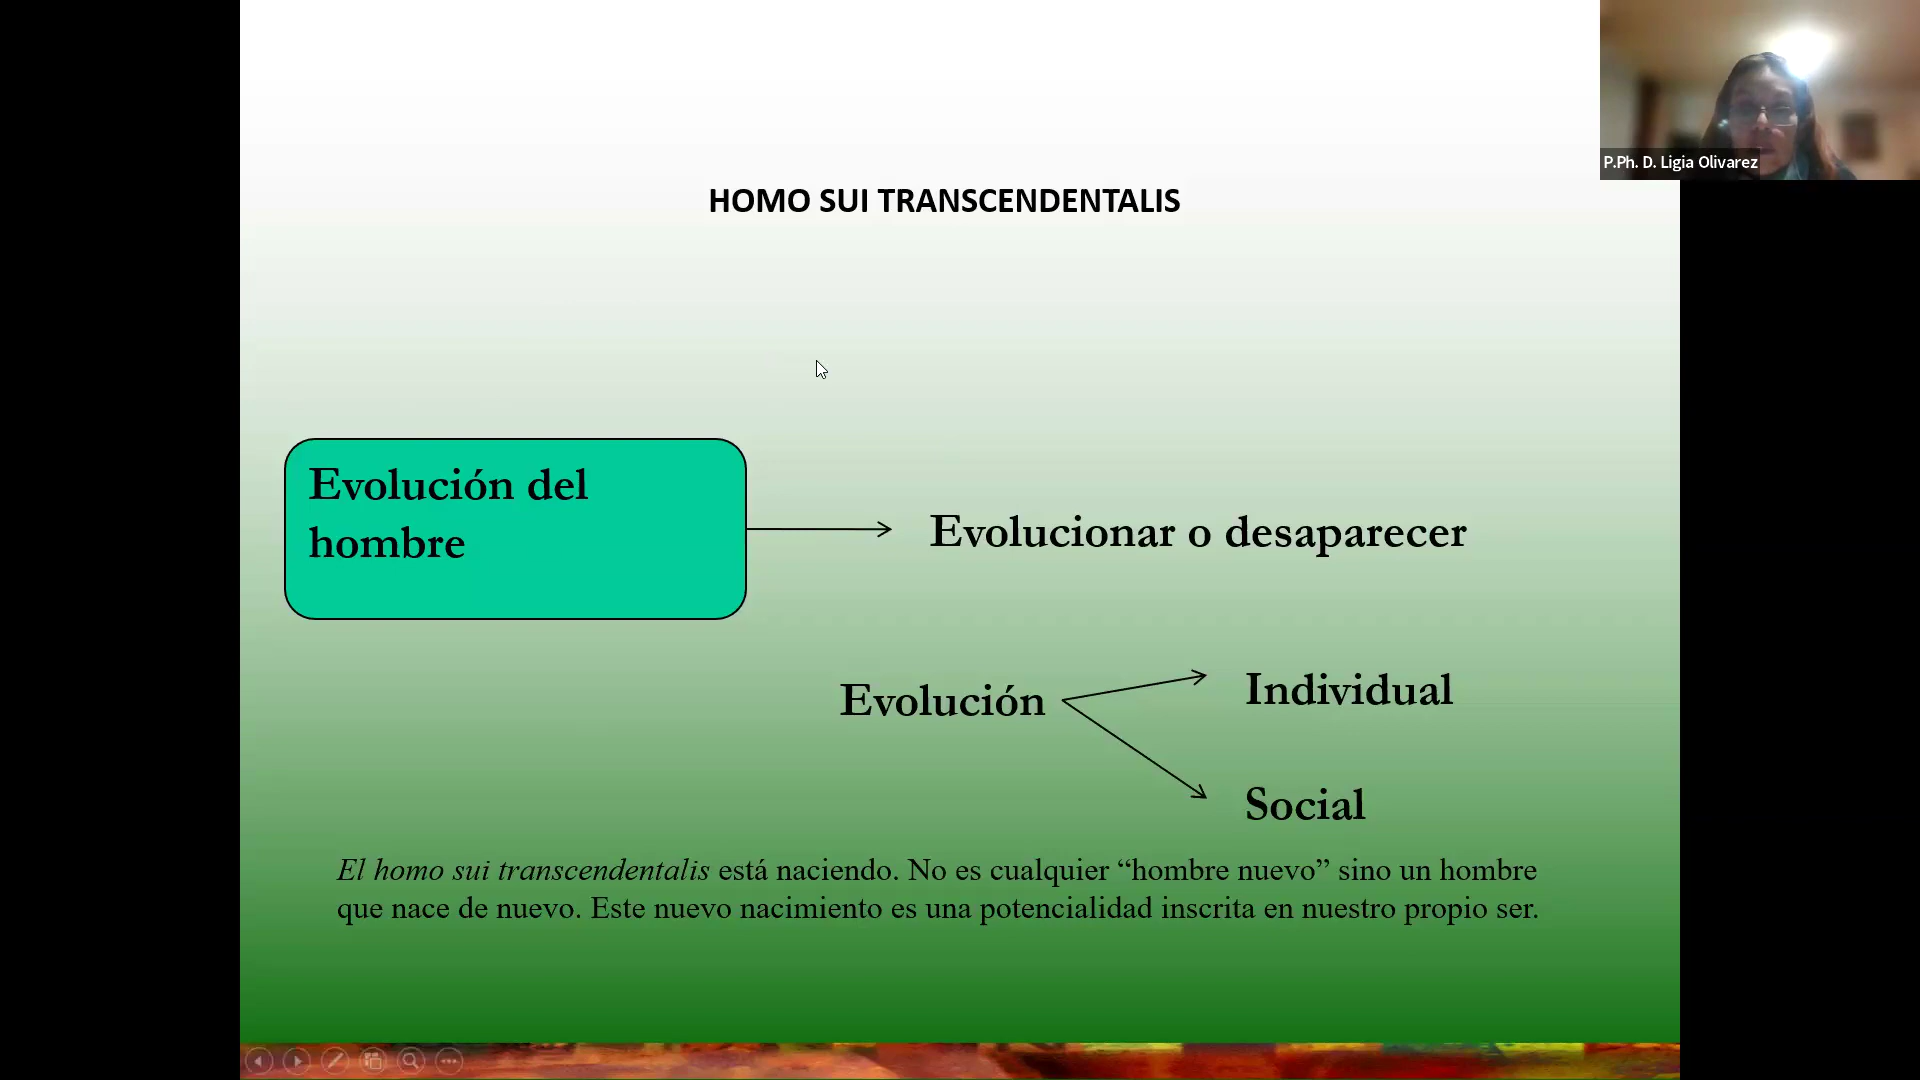 P.Ph. D. Ligia Olivarez
HOMO SUI TRANSCENDENTALIS
Evolución del
hombre
Evolucionar o desaparecer
Evolución
Individual
Social
El homo sui transcendentalis está naciendo. No es cualquier “hombre nuevo” sino un hombre
que nace de nuevo. Este nuevo nacimiento es una potencialidad inscrita en nuestro propio ser.